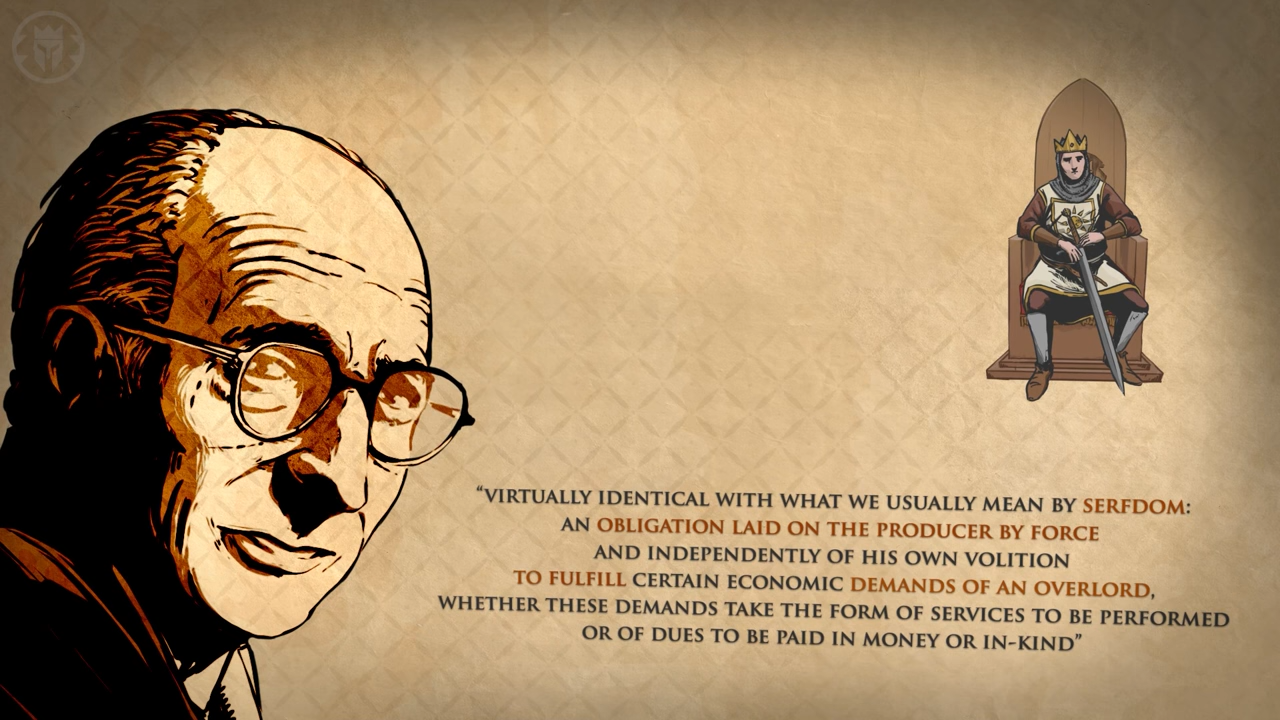 “VIRTUALLY IDENTICAL WITH WHAT WE USUALLY MEAN BY SERFDOM:
AN OBLIGATION LAID ON THE PRODUCER BY FORCE
AND INDEPENDENTLY OF HIS OWN VOLITION
TO FULFILL CERTAIN ECONOMIC DEMANDS OF AN OVERLORD,
WHETHER THESE DEMANDS TAKE THE FORM OF SERVICES TO BE PERFORMED
OR OF DUES TO BE PAID IN MONEY OR IN-KIND”